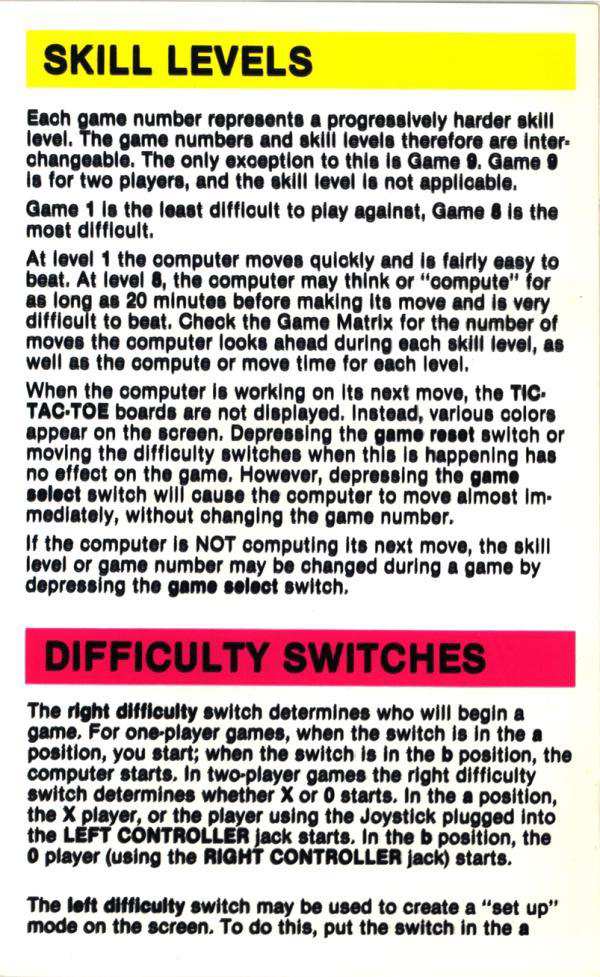 SKILL LEVELS
Each game number represents a progressively harder skill
level. The game numbers and skill levels therefore are inter-
changeable. The only exception to this is Game 9. Game 9
is for two players, and the skill level is not applicable.
Game 1 is the least difficult to play against, Game 8 is the
most difficult.
At level 1 the computer moves quickly and is fairly easy to
beat. At level 8, the computer may think or “compute” for
as long as 20 minutes before making its move and is very
difficult to beat. Check the Game Matrix for the number of
moves the computer looks ahead during each skill level, as
well as the compute or move time for each level.
When the computer is working on its next move, the TIC-
TAC-TOE boards are not displayed. Instead, various colors
appear on the screen. Depressing the game reset switch or
moving the difficulty switches when this is happening has
no effect on the game. However, depressing the game
select switch will cause the computer to move almost im-
mediately, without changing the game number.
If the computer is NOT computing its next move, the skill
level or game number may be changed during a game by
depressing the game select switch.
DIFFICULTY SWITCHES
The right difficulty switch determines who will begin a
game. For one-player games, when the switch is in the a
position, you start; when the switch is in the b position, the
computer starts. In two-player games the right difficulty
switch determines whether X or 0 starts. In the a position,
the X player, or the player using the Joystick plugged into
the LEFT CONTROLLER jack starts. In the b position, the
0 player (using the RIGHT CONTROLLER jack) starts.
The left difficulty switch may be used to create a “set up”
mode on the screen. To do this, put the switch in the a